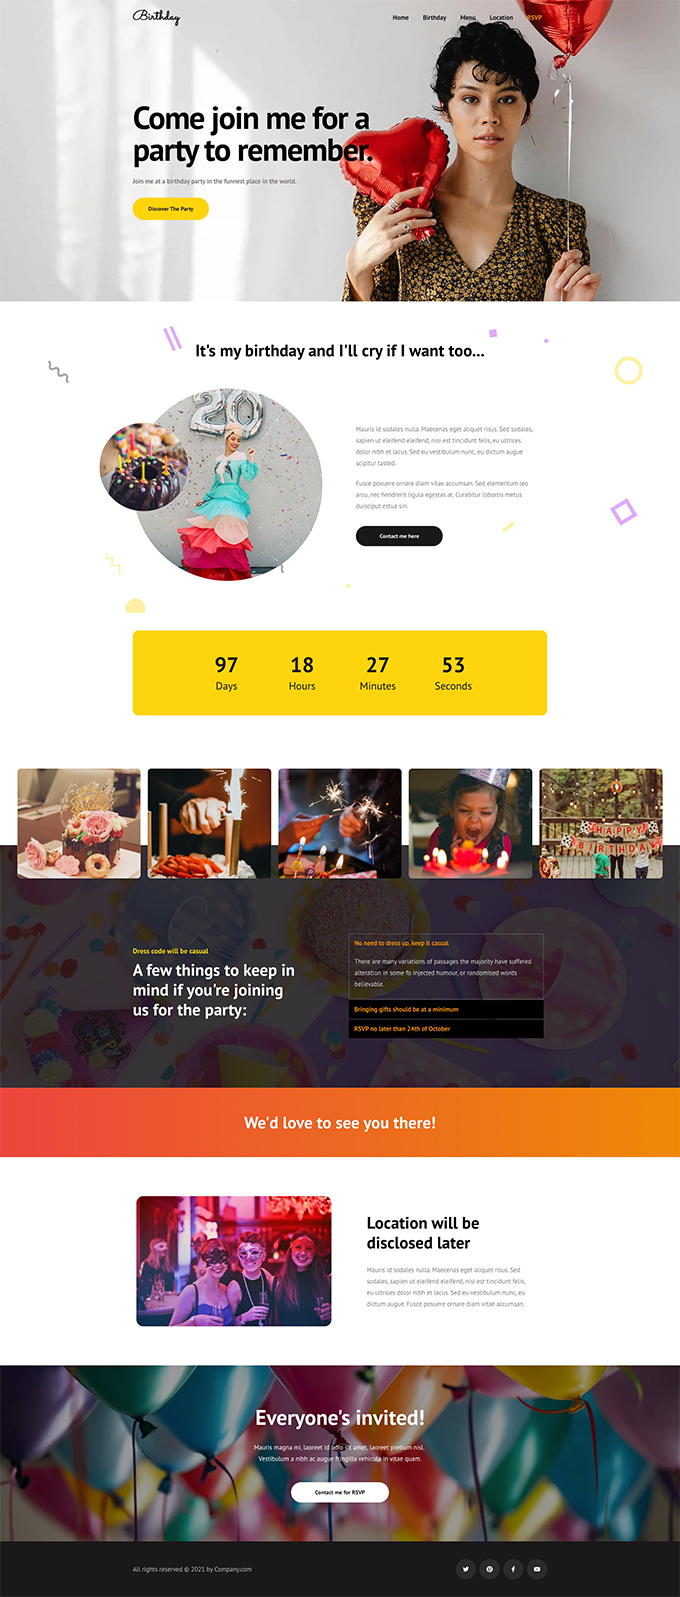 Birthday
Home Birthday Menu Location RSVP
Come join me for a
party to remember.
Join me at a birthday party in the funnest place in the world.
Discover The Party
It's my birthday and I'll cry if I want too...
20
Mauris id sodales nulla. Maecenas eget aliquet risus. Sed sodales,
sapien ut eleifend eleifend, nisi est tincidunt felis, eu ultrices
dolor nibh et lacus. Sed eu vestibulum nunc, eu dictum augue
scipitur tasted.
Fusce posuere ornare diam vitae accumsan. Sed elementum leo
arcu, nec hendrerit ligula egestas at. Curabitur lobortis metus
duisciput estua sin.
Contact me here
97 18 27 53
Days Hours Minutes Seconds
HAPPY
BIRTHDAY
Dress code will be casual
A few things to keep in
mind if you're joining
us for the party:
No need to dress up, keep it casual
There are many variations of passages the majority have suffered
alteration in some fo injected humour, or randomised words
believable.
Bringing gifts should be at a minimum
RSVP no later than 24th of October
We'd love to see you there!
Location will be
disclosed later
Mauris id sodales nulla. Maecenas eget aliquet risus. Sed
sodales, sapien ut eleifend eleifend, nisi est tincidunt felis,
eu ultrices dolor nibh et lacus. Sed eu vestibulum nunc, eu
dictum augue. Fusce posuere ornare diam vitae accumsan.
Everyone's invited!
Mauris magna mi, laoreet id odio sit amet, laoreet pretium nisl.
Vestibulum a nibh ac augue fringilla vehicula in vitae quam.
Contact me for RSVP
All rights reserved © 2021 by Company.com